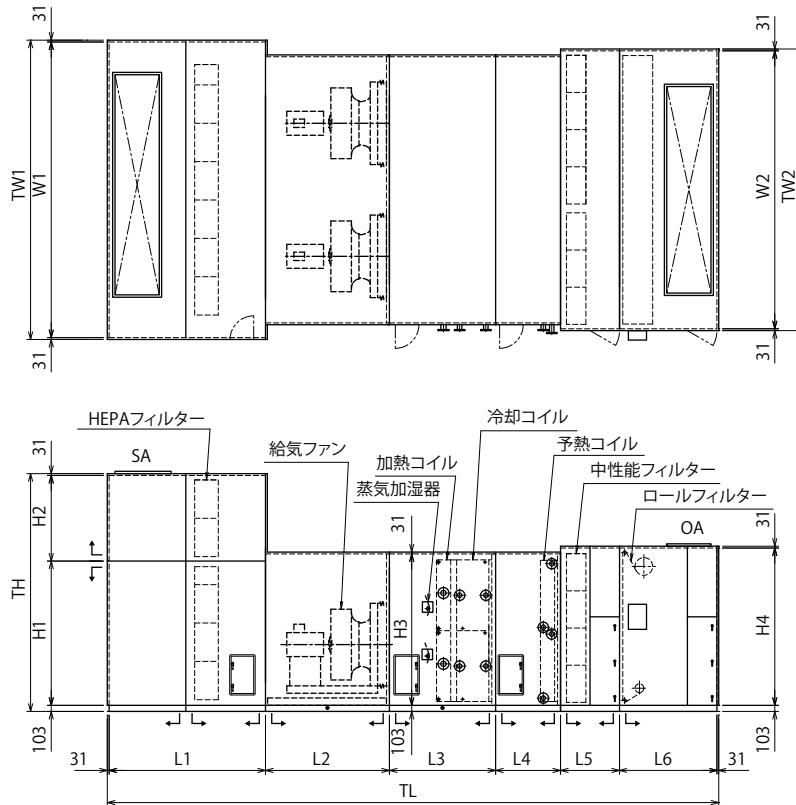 31
31
TW1
W1
W2
TW2
31
31
HEPAフィルター
冷却コイル
31
SA
給気ファン
加熱コイル
予熱コイル
蒸気加湿器
中性能フィルター
ロールフィルター
31
OA
31
H2
TH
H1
H3
H4
103
103
103
31
L1
L2
L3
L4
L5
L6
31
TL